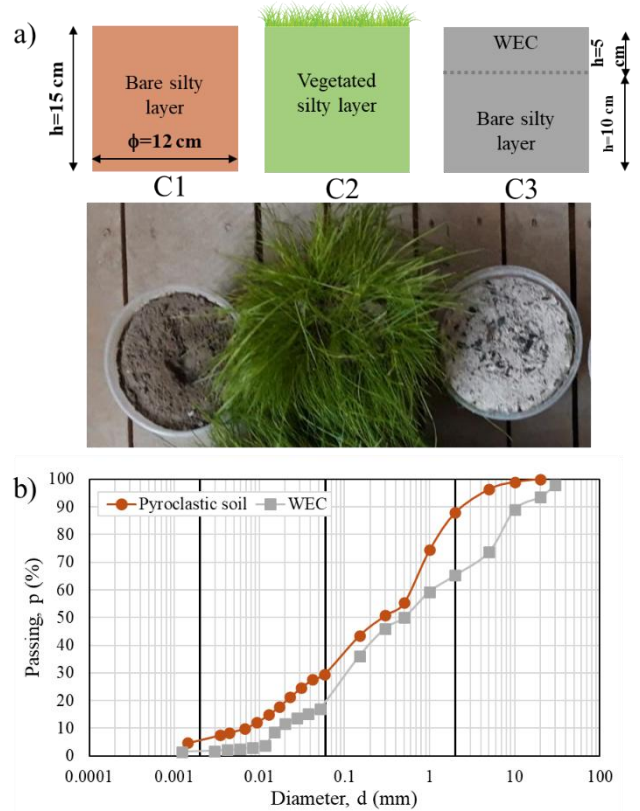 a)
h=15 cm
Bare silty
layer
ϕ=12 cm
C1
Vegetated
silty layer
C2
WEC
Bare silty
layer
C3
h=5
cm
h=10 cm
b)
Pyroclastic soil
WEC
Passing, p (%)
100
90
80
70
60
50
40
30
20
10
0
0.0001
0.001
0.01
0.1
1
10
100
Diameter, d (mm)